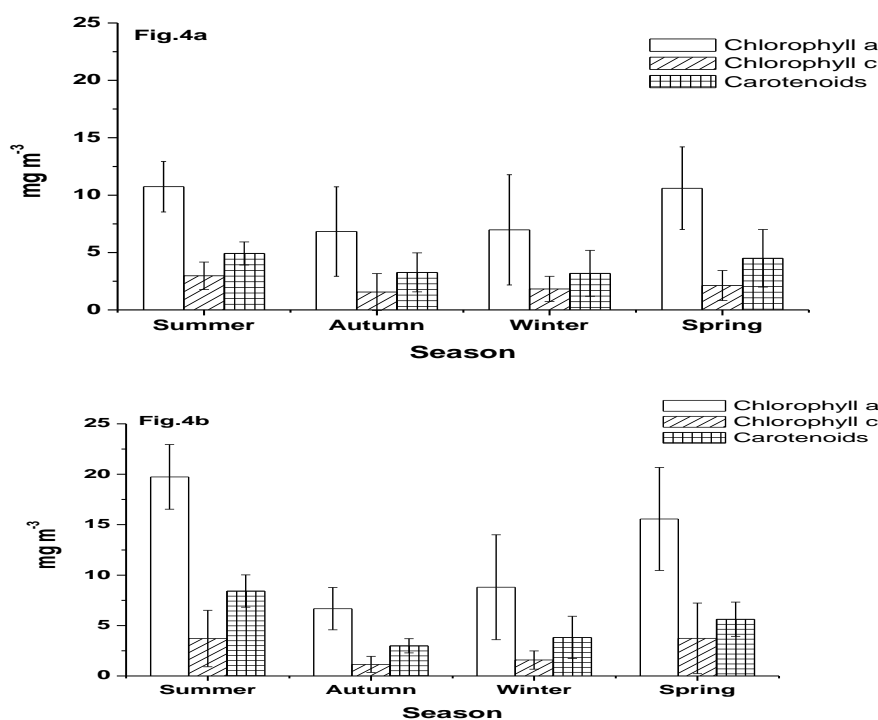 Fig.4a
Chlorophyll a
Chlorophyll c
Carotenoids
25
20
15
10
5
0
mg m⁻³
Summer Autumn Winter Spring
Season
Fig.4b
Chlorophyll a
Chlorophyll c
Carotenoids
25
20
15
10
5
0
mg m⁻³
Summer Autumn Winter Spring
Season